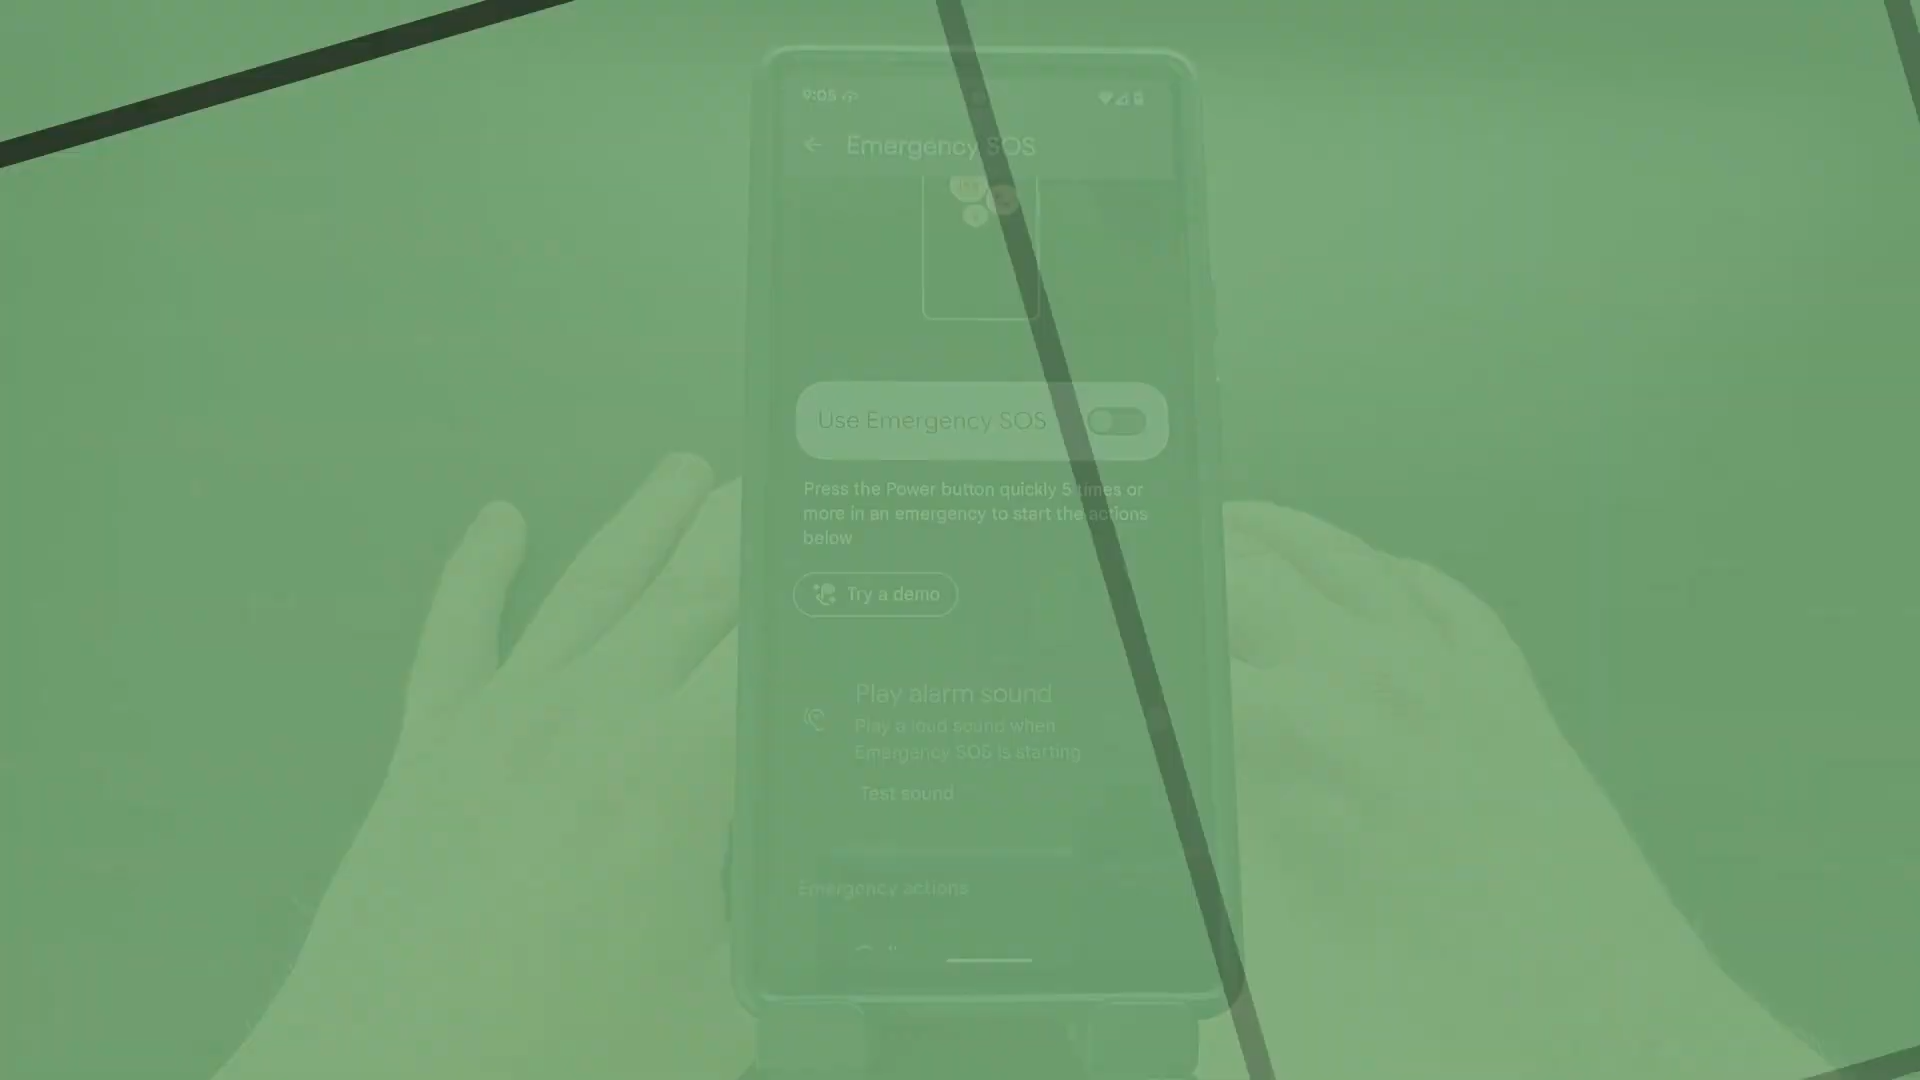 9:05
Emergency SOS
Use Emergency SOS
Press the Power button quickly 5 times or
more in an emergency to start the actions
below
Try a demo
Play alarm sound
Play a loud sound when
Emergency SOS is starting
Test sound
Emergency actions